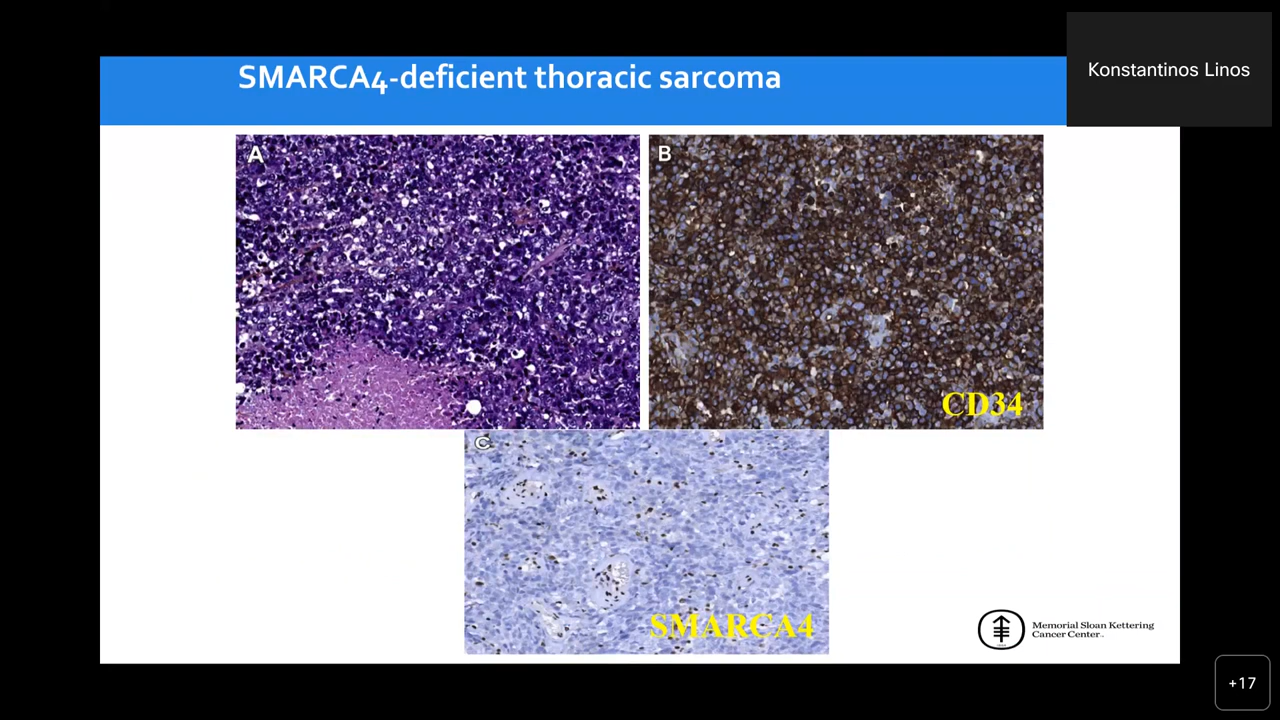 SMARCA4-deficient thoracic sarcoma
Konstantinos Linos
A
B
CD34
C
SMARCA4
Memorial Sloan Kettering
Cancer Center
+17